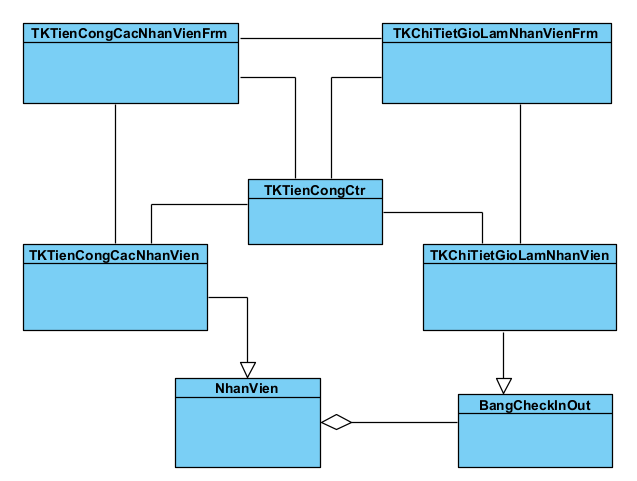 TKTienCongCacNhanVienFrm
TKChiTietGioLamNhanVienFrm
TKTienCongCtr
TKTienCongCacNhanVien
TKChiTietGioLamNhanVien
NhanVien
BangCheckInOut